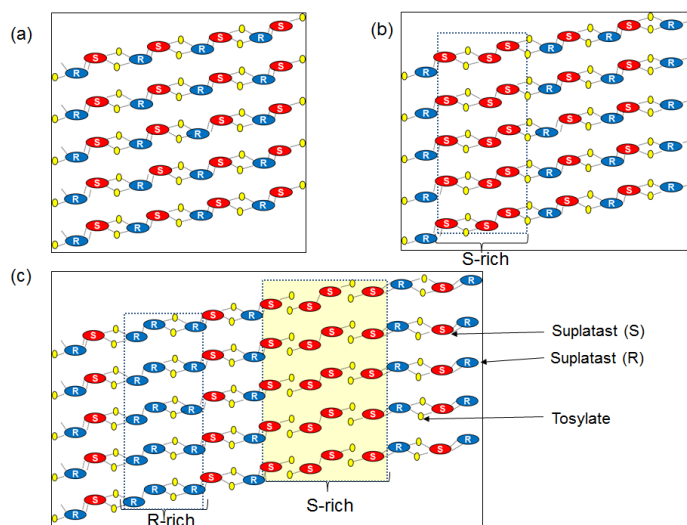 (a)
R S R S R S R S
R S R S R S R S
R S R S R S R S
R S R S R S R S
R S R S R S R S
(b)
R S S S R S R S R
R S S S R S R S R
R S S S R S R S R
R S S S R S R S R
R S S S R S R S R
S-rich
(c)
R S R R R S R S S S S R S R
R S R R R S R S S S S R S R
R S R R R S R S S S S R S R
R S R R R S R S S S S R S R
R S R R R S R S S S S R S R
Suplatast (S)
Suplatast (R)
Tosylate
R-rich
S-rich